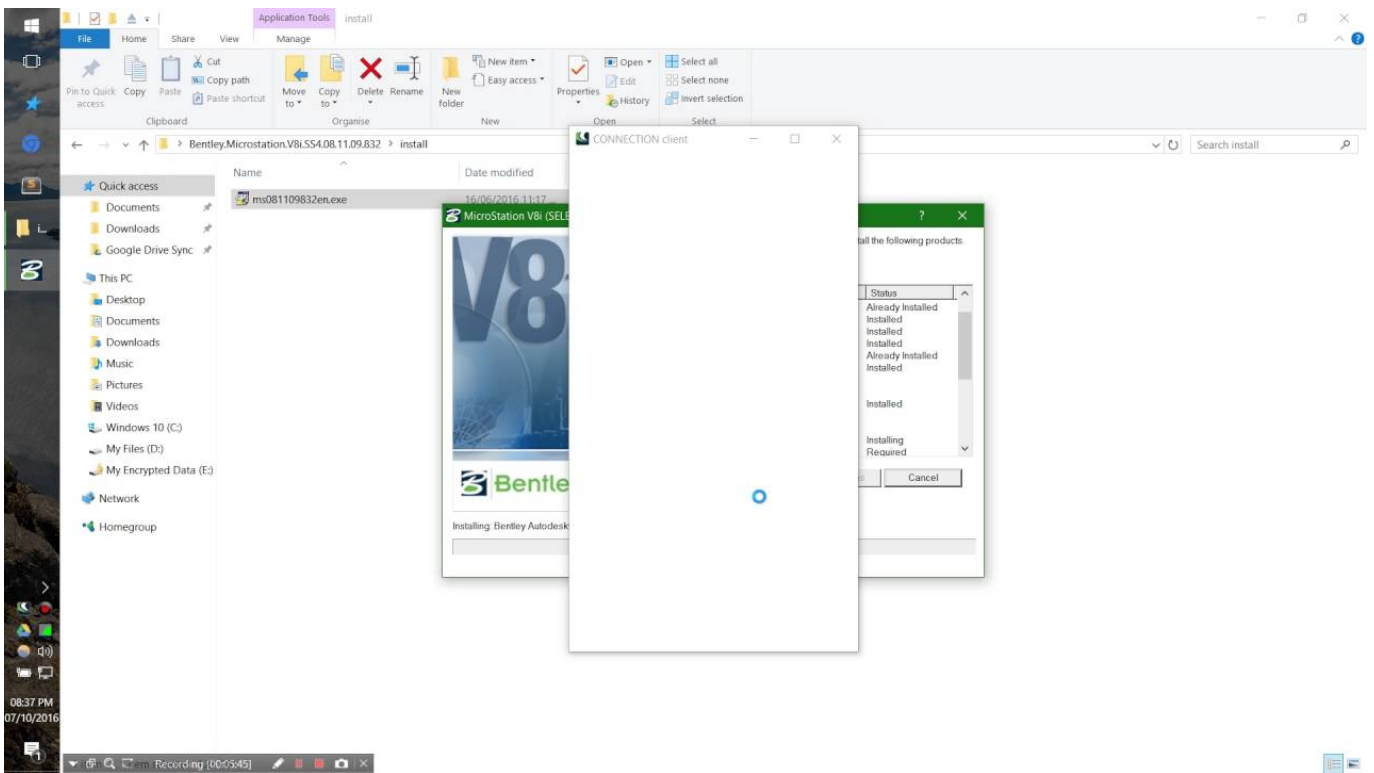 Application Tools
install
File
Home
Share
View
Manage
Pin to Quick access
Copy
Paste
Cut
Copy path
Paste shortcut
Clipboard
Move to
Copy to
Delete
Rename
Organise
New folder
New item
Easy access
New
Properties
Open
Edit
History
Open
Select all
Select none
Invert selection
Select
Bentley.Microstation.V8i.SS4.08.11.09.832 > install
Search install
Name
Date modified
ms081109832en.exe
16/06/2016 11:17 ...
Quick access
Documents
Downloads
Google Drive Sync
This PC
Desktop
Documents
Downloads
Music
Pictures
Videos
Windows 10 (C:)
My Files (D:)
My Encrypted Data (E:)
Network
Homegroup
CONNECTION client
MicroStation V8i (SELE
tall the following products
V8
Status
Already Installed
Installed
Installed
Installed
Already Installed
Installed
Installed
Installing
Required
Cancel
Bentle
Installing: Bentley Autodesk
i...
08:37 PM
07/10/2016
1
Recording [00:05:45]